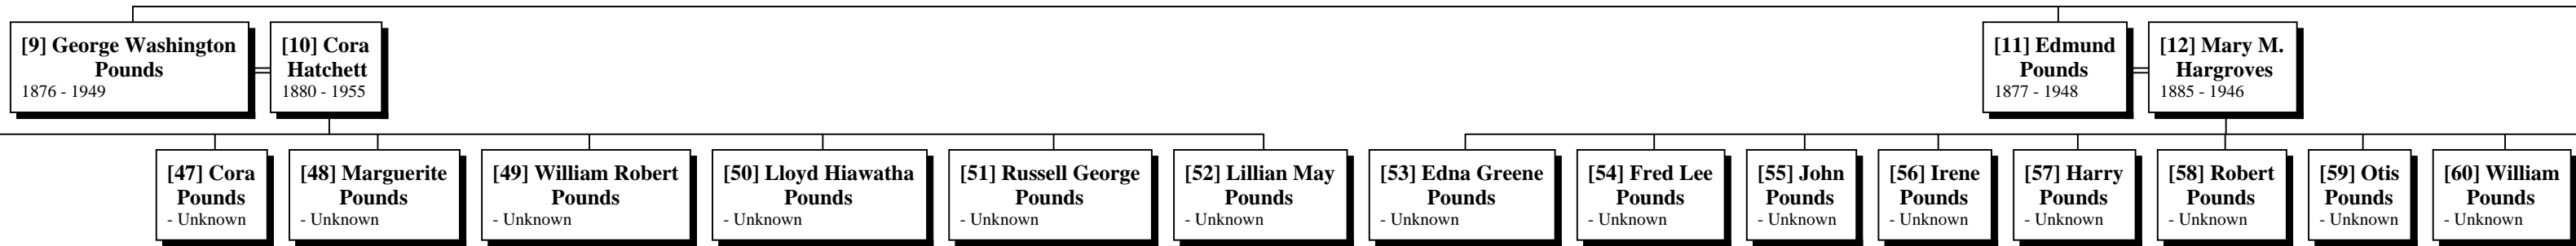 [9] George Washington
Pounds
1876 - 1949
[10] Cora
Hatchett
1880 - 1955
[11] Edmund
Pounds
1877 - 1948
[12] Mary M.
Hargroves
1885 - 1946
[47] Cora
Pounds
- Unknown
[48] Marguerite
Pounds
- Unknown
[49] William Robert
Pounds
- Unknown
[50] Lloyd Hiawatha
Pounds
- Unknown
[51] Russell George
Pounds
- Unknown
[52] Lillian May
Pounds
- Unknown
[53] Edna Greene
Pounds
- Unknown
[54] Fred Lee
Pounds
- Unknown
[55] John
Pounds
- Unknown
[56] Irene
Pounds
- Unknown
[57] Harry
Pounds
- Unknown
[58] Robert
Pounds
- Unknown
[59] Otis
Pounds
- Unknown
[60] William
Pounds
- Unknown